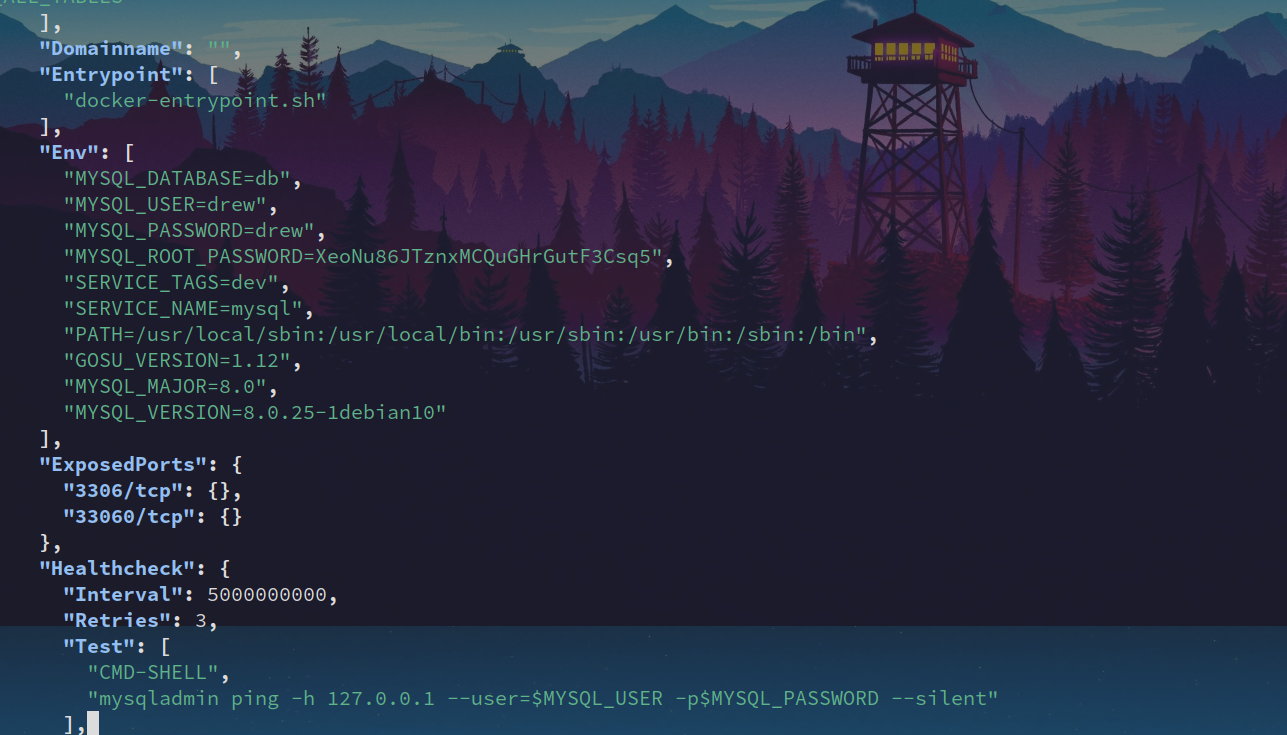 ],
"Domainname": "",
"Entrypoint": [
"docker-entrypoint.sh"
],
"Env": [
"MYSQL_DATABASE=db",
"MYSQL_USER=drew",
"MYSQL_PASSWORD=drew",
"MYSQL_ROOT_PASSWORD=XeoNu86JTznxMCQuGHrGutF3Csq5",
"SERVICE_TAGS=dev",
"SERVICE_NAME=mysql",
"PATH=/usr/local/sbin:/usr/local/bin:/usr/sbin:/usr/bin:/sbin:/bin",
"GOSU_VERSION=1.12",
"MYSQL_MAJOR=8.0",
"MYSQL_VERSION=8.0.25-1debian10"
],
"ExposedPorts": {
"3306/tcp": {},
"33060/tcp": {}
},
"Healthcheck": {
"Interval": 5000000000,
"Retries": 3,
"Test": [
"CMD-SHELL",
"mysqladmin ping -h 127.0.0.1 --user=$MYSQL_USER -p$MYSQL_PASSWORD --silent"
],